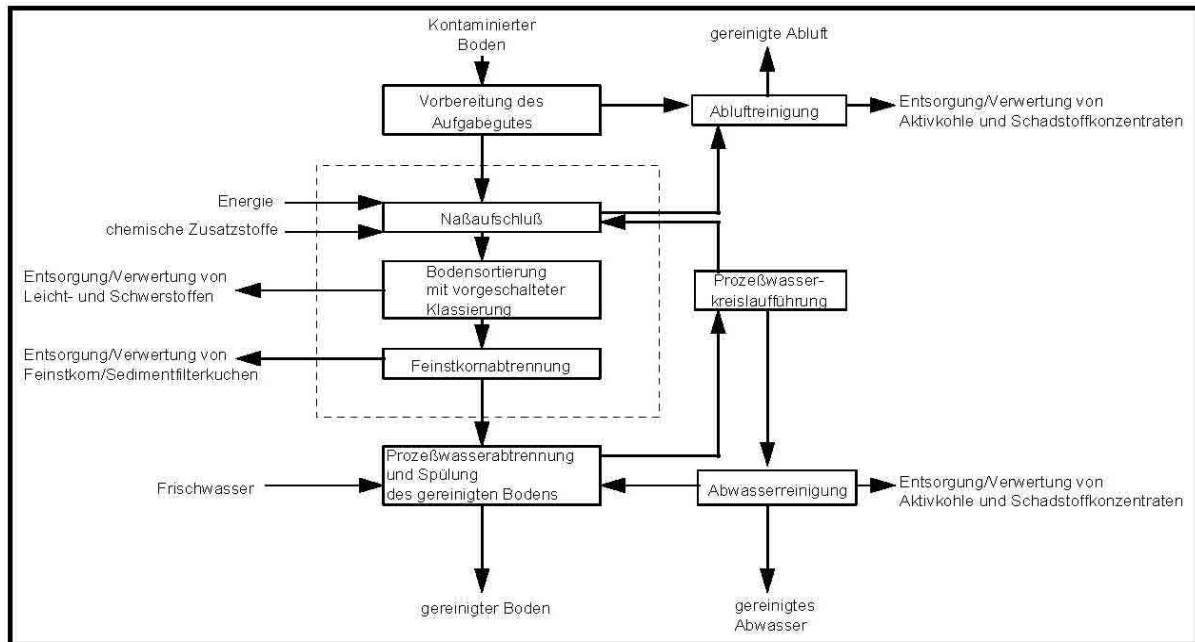 Kontaminierter
Boden
gereinigte Abluft
Vorbereitung des
Aufgabegutes
Abluftreinigung
Entsorgung/Verwertung von
Aktivkohle und Schadstoffkonzentraten
Energie
Naßaufschluß
chemische Zusatzstoffe
Entsorgung/Verwertung von
Leicht- und Schwerstoffen
Bodensortierung
mit vorgeschalteter
Klassierung
Prozeßwasser-
kreislaufführung
Entsorgung/Verwertung von
Feinstkorn/Sedimentfilterkuchen
Feinstkornabtrennung
Prozeßwasserabtrennung
und Spülung
des gereinigten Bodens
Frischwasser
Abwasserreinigung
Entsorgung/Verwertung von
Aktivkohle und Schadstoffkonzentraten
gereinigter Boden
gereinigtes
Abwasser